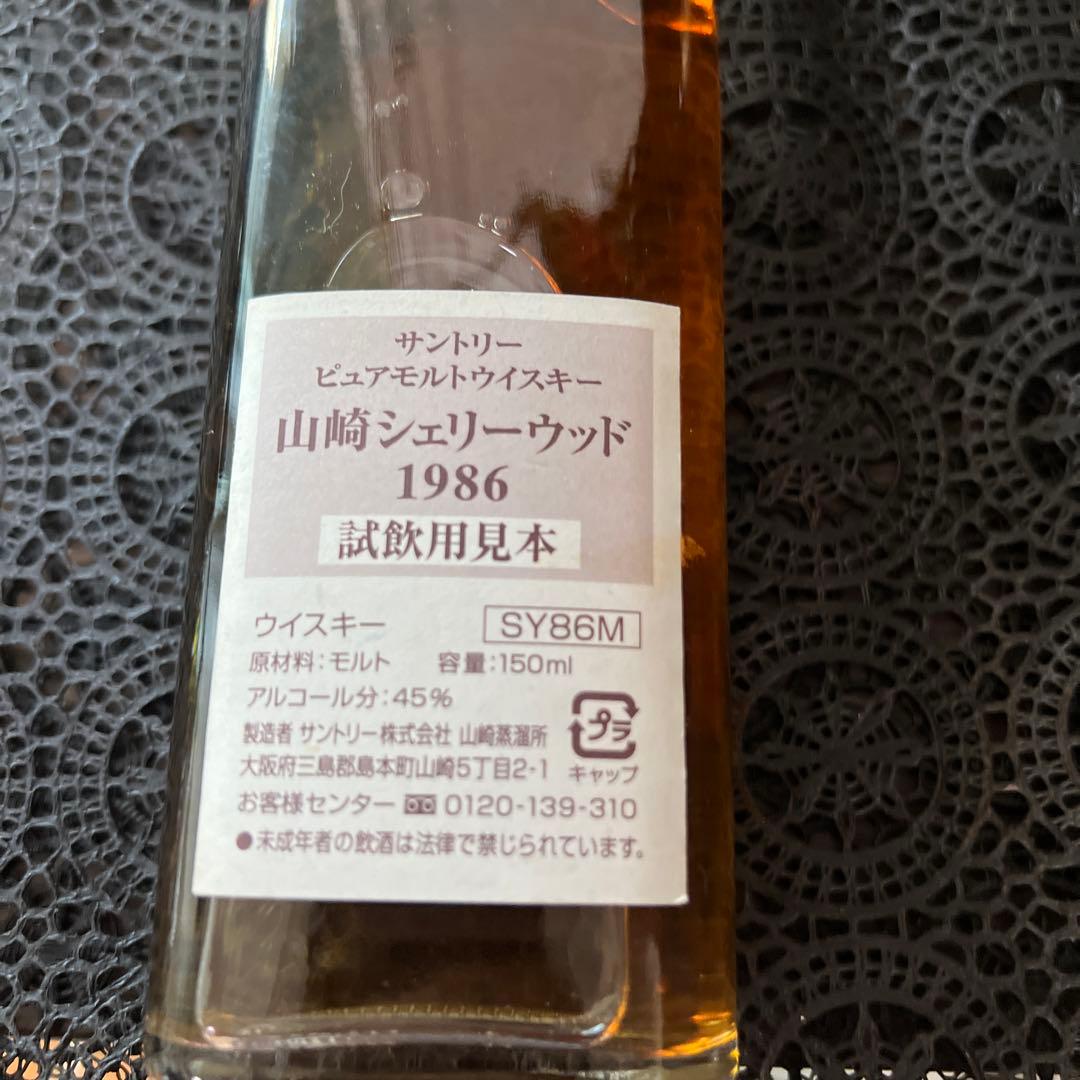 サントリー
ピュアモルトウイスキー
山崎シェリーウッド
1986
試飲用見本
ウイスキー SY86M
原材料:モルト 容量:150ml
アルコール分:45%
製造者 サントリー株式会社 山崎蒸溜所
大阪府三島郡島本町山崎5丁目2-1
プラ
キャップ
お客様センター 0120-139-310
●未成年者の飲酒は法律で禁じられています。